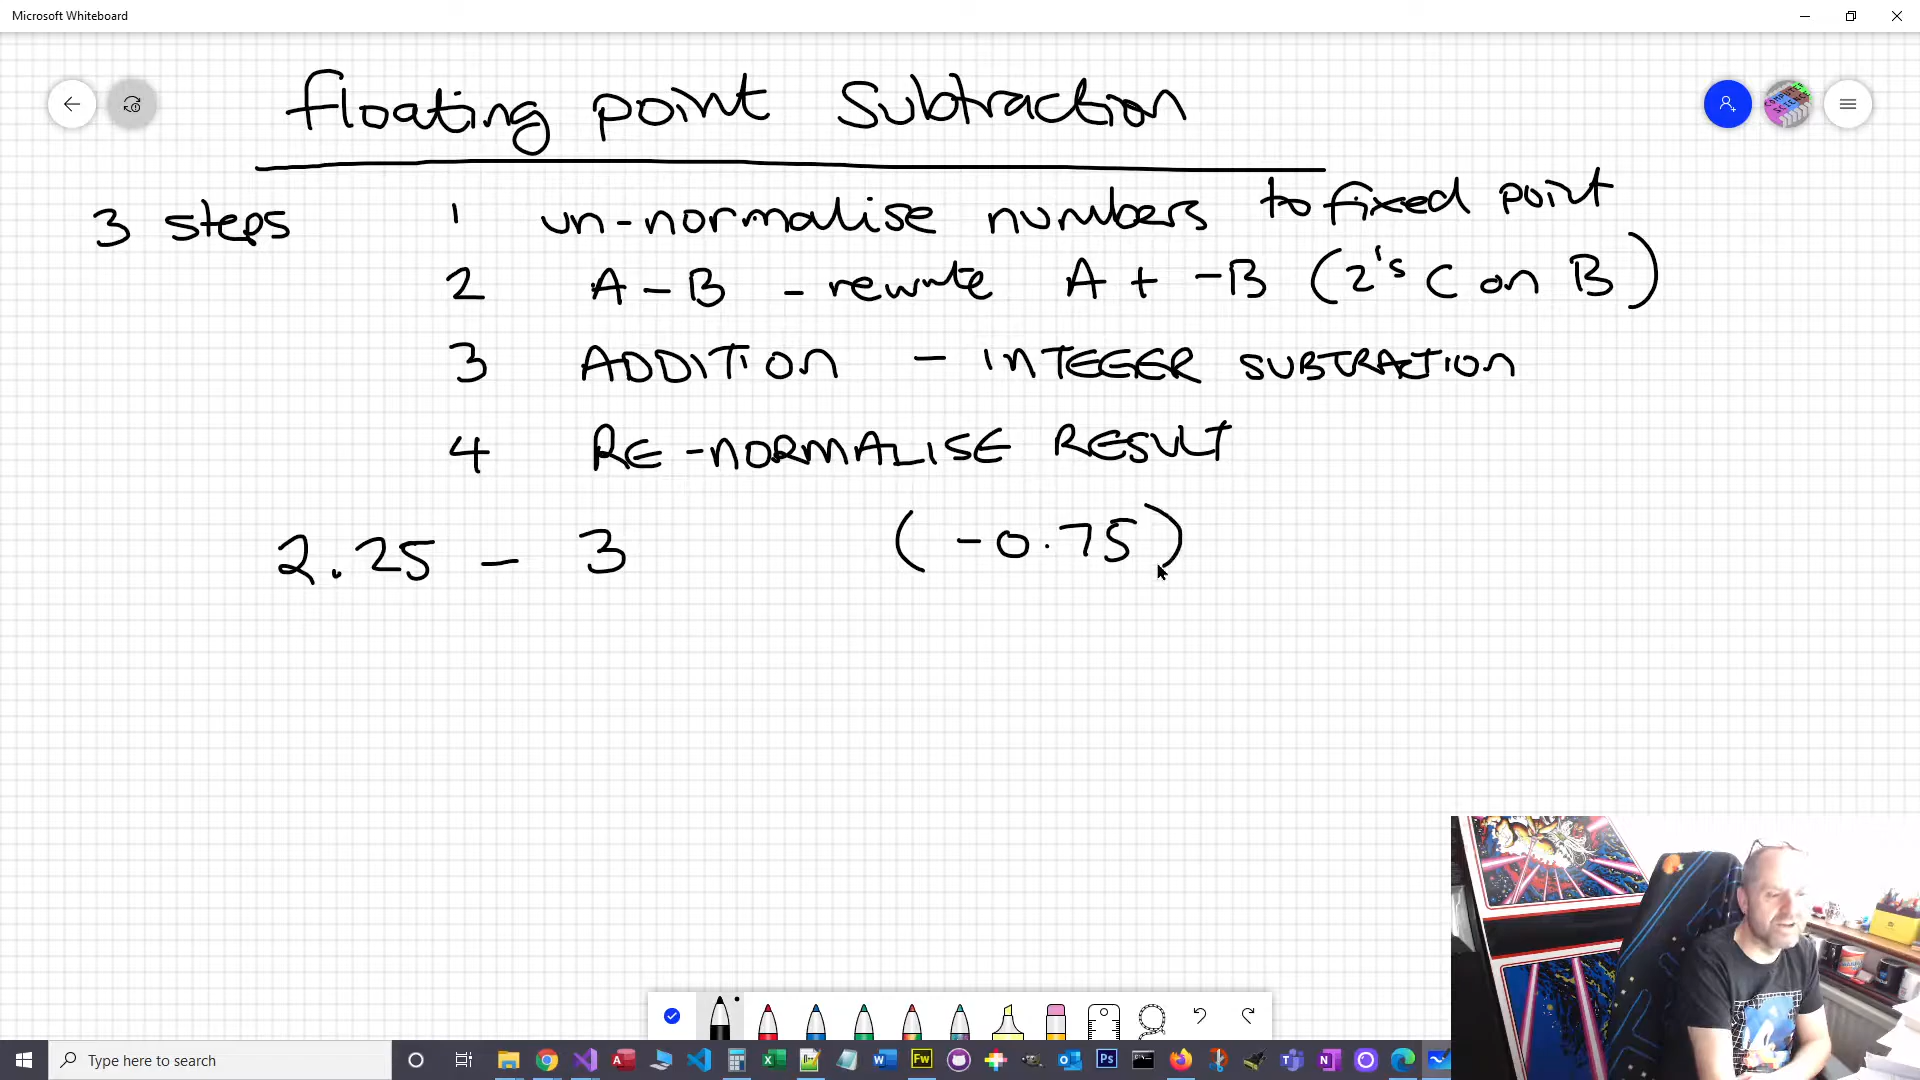 Microsoft Whiteboard
floating point Subtraction
3 steps 1 un-normalise numbers to fixed point
2 A - B - rewrite A + -B (2's C on B)
3 ADDITION - INTEGER SUBTRACTION
4 RE-NORMALISE RESULT
2.25 - 3 (-0.75)
Type here to search